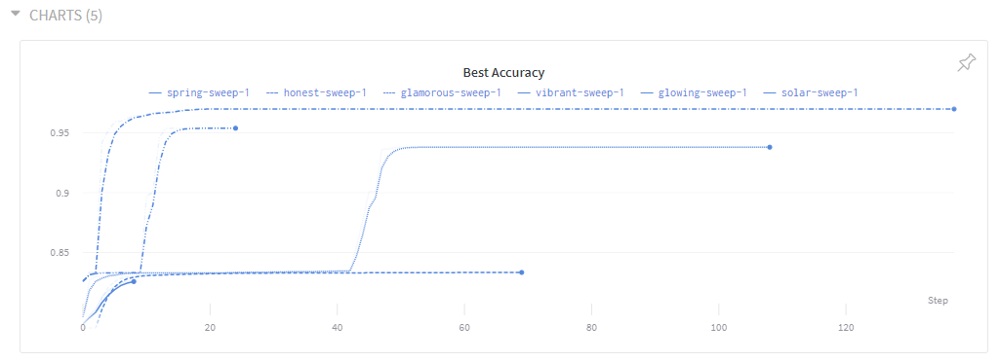 CHARTS (5)
Best Accuracy
spring-sweep-1 honest-sweep-1 glamorous-sweep-1 vibrant-sweep-1 glowing-sweep-1 solar-sweep-1
0.95
0.9
0.85
Step
0 20 40 60 80 100 120